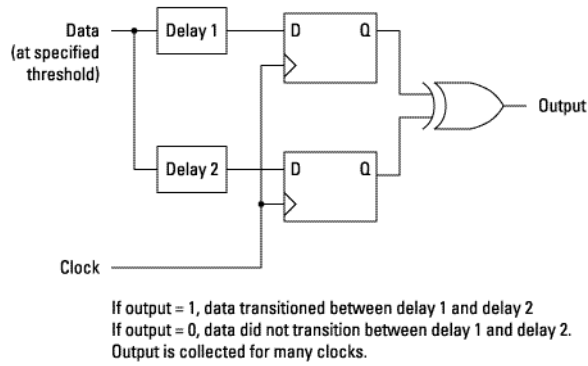 Data
(at specified
threshold)
Delay 1
D
Q
Output
Delay 2
D
Q
Clock
If output = 1, data transitioned between delay 1 and delay 2
If output = 0, data did not transition between delay 1 and delay 2.
Output is collected for many clocks.